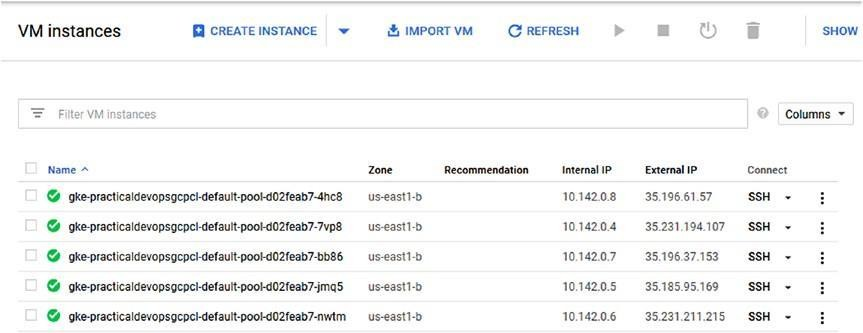 VM instances CREATE INSTANCE IMPORT VM REFRESH SHOW
Filter VM instances Columns
Name Zone Recommendation Internal IP External IP Connect
gke-practicaldevopsgcpcl-default-pool-d02feab7-4hc8 us-east1-b 10.142.0.8 35.196.61.57 SSH
gke-practicaldevopsgcpcl-default-pool-d02feab7-7vp8 us-east1-b 10.142.0.4 35.231.194.107 SSH
gke-practicaldevopsgcpcl-default-pool-d02feab7-bb86 us-east1-b 10.142.0.7 35.196.37.153 SSH
gke-practicaldevopsgcpcl-default-pool-d02feab7-jmq5 us-east1-b 10.142.0.5 35.185.95.169 SSH
gke-practicaldevopsgcpcl-default-pool-d02feab7-nwtm us-east1-b 10.142.0.6 35.231.211.215 SSH